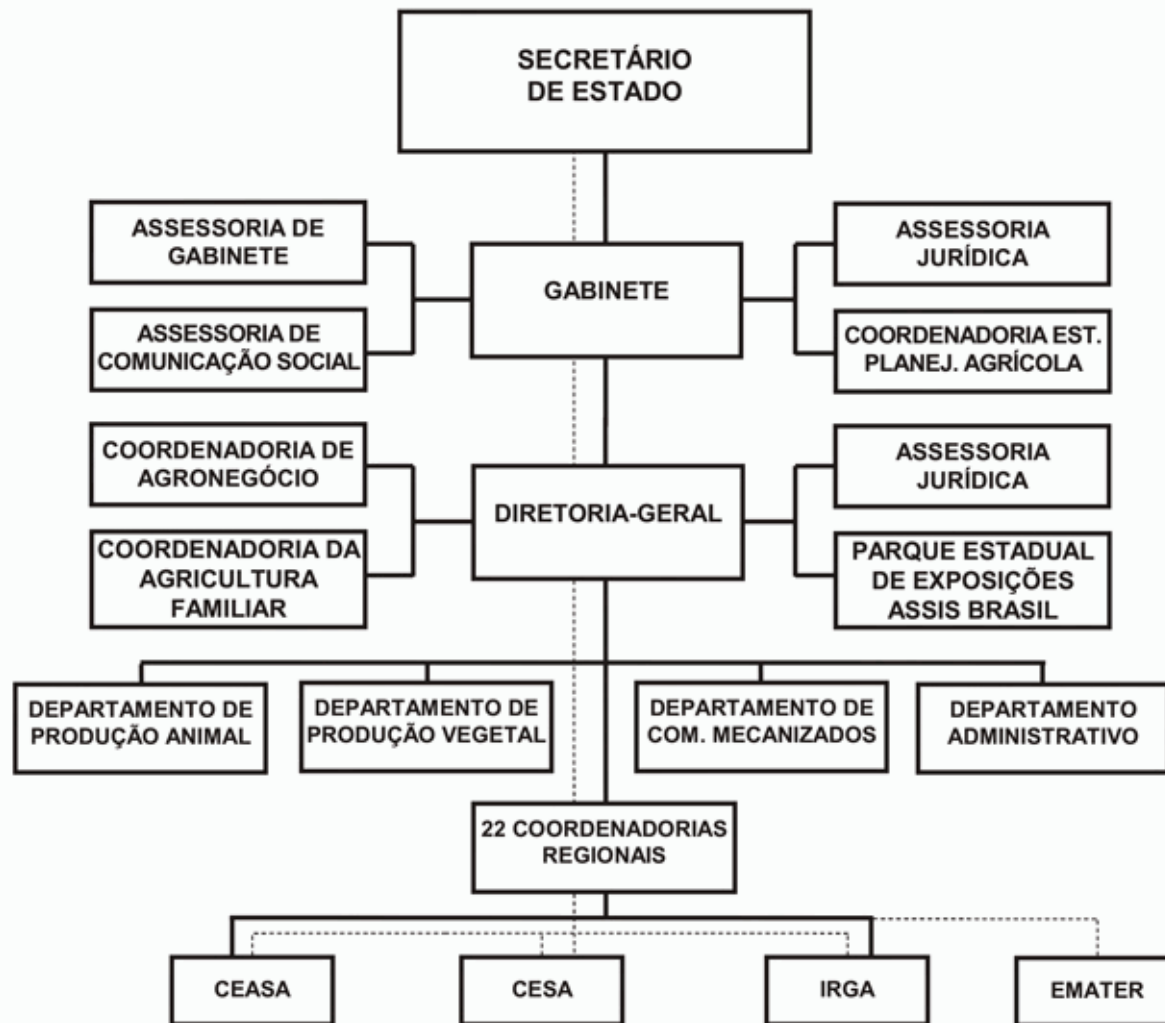 SECRETÁRIO
DE ESTADO
ASSESSORIA DE
GABINETE
ASSESSORIA
JURÍDICA
GABINETE
ASSESSORIA DE
COMUNICAÇÃO SOCIAL
COORDENADORIA EST.
PLANEJ. AGRÍCOLA
COORDENADORIA DE
AGRONEGÓCIO
ASSESSORIA
JURÍDICA
DIRETORIA-GERAL
COORDENADORIA DA
AGRICULTURA
FAMILIAR
PARQUE ESTADUAL
DE EXPOSIÇÕES
ASSIS BRASIL
DEPARTAMENTO DE
PRODUÇÃO ANIMAL
DEPARTAMENTO DE
PRODUÇÃO VEGETAL
DEPARTAMENTO DE
COM. MECANIZADOS
DEPARTAMENTO
ADMINISTRATIVO
22 COORDENADORIAS
REGIONAIS
CEASA
CESA
IRGA
EMATER